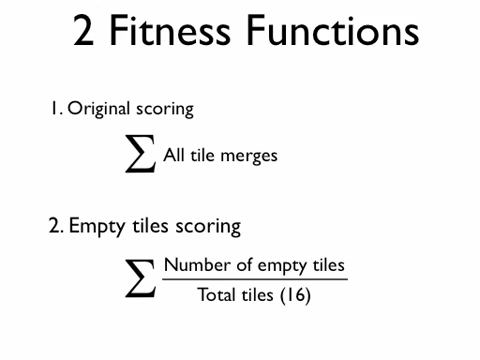 2 Fitness Functions
1. Original scoring
∑ All tile merges
2. Empty tiles scoring
∑ Number of empty tiles
Total tiles (16)